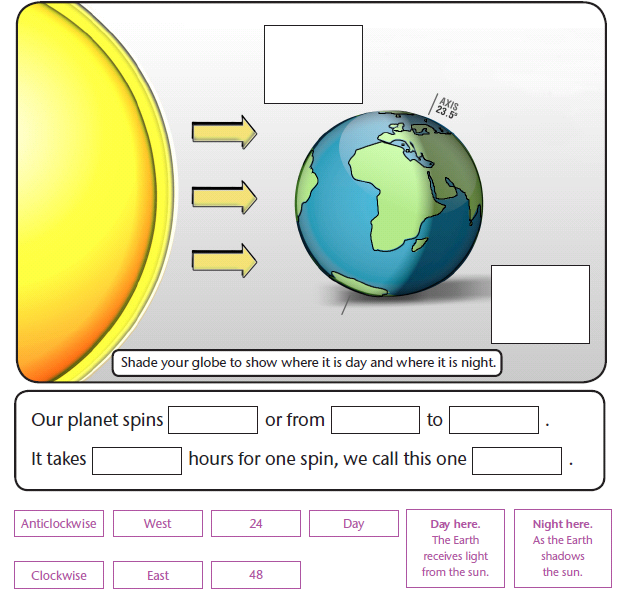 AXIS
23.5°
Shade your globe to show where it is day and where it is night.
Our planet spins or from to .
It takes hours for one spin, we call this one .
Anticlockwise
West
24
Day
Day here.
The Earth
receives light
from the sun.
Night here.
As the Earth
shadows
the sun.
Clockwise
East
48